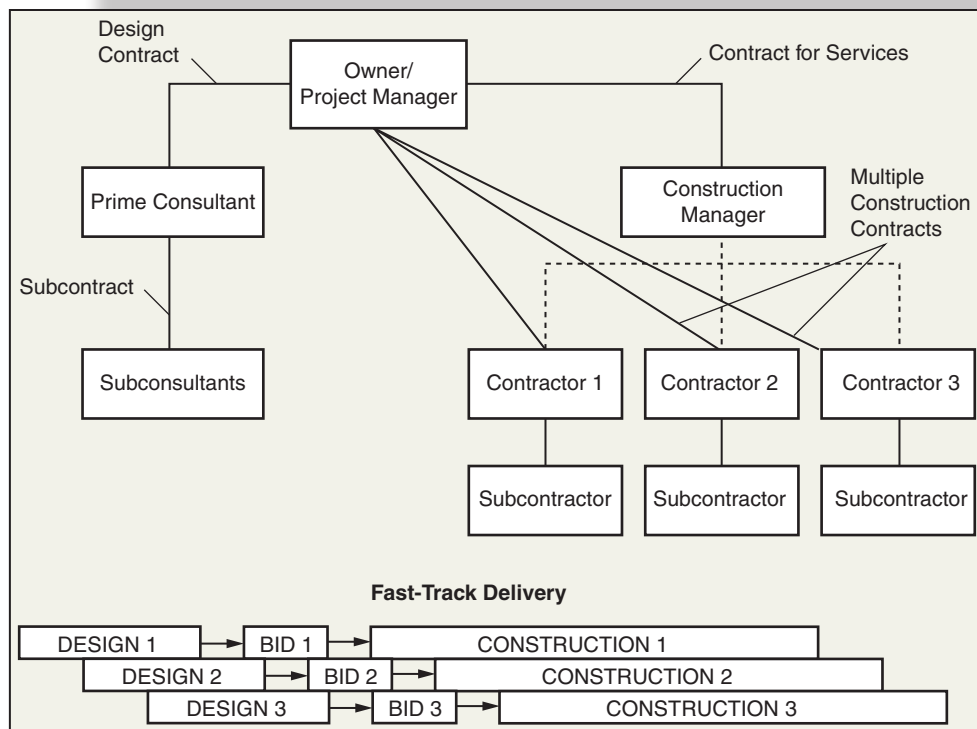 Design
Contract
Owner/
Project Manager
Contract for Services
Prime Consultant
Construction
Manager
Multiple
Construction
Contracts
Subcontract
Subconsultants
Contractor 1
Contractor 2
Contractor 3
Subcontractor
Subcontractor
Subcontractor
Fast-Track Delivery
DESIGN 1
BID 1
CONSTRUCTION 1
DESIGN 2
BID 2
CONSTRUCTION 2
DESIGN 3
BID 3
CONSTRUCTION 3